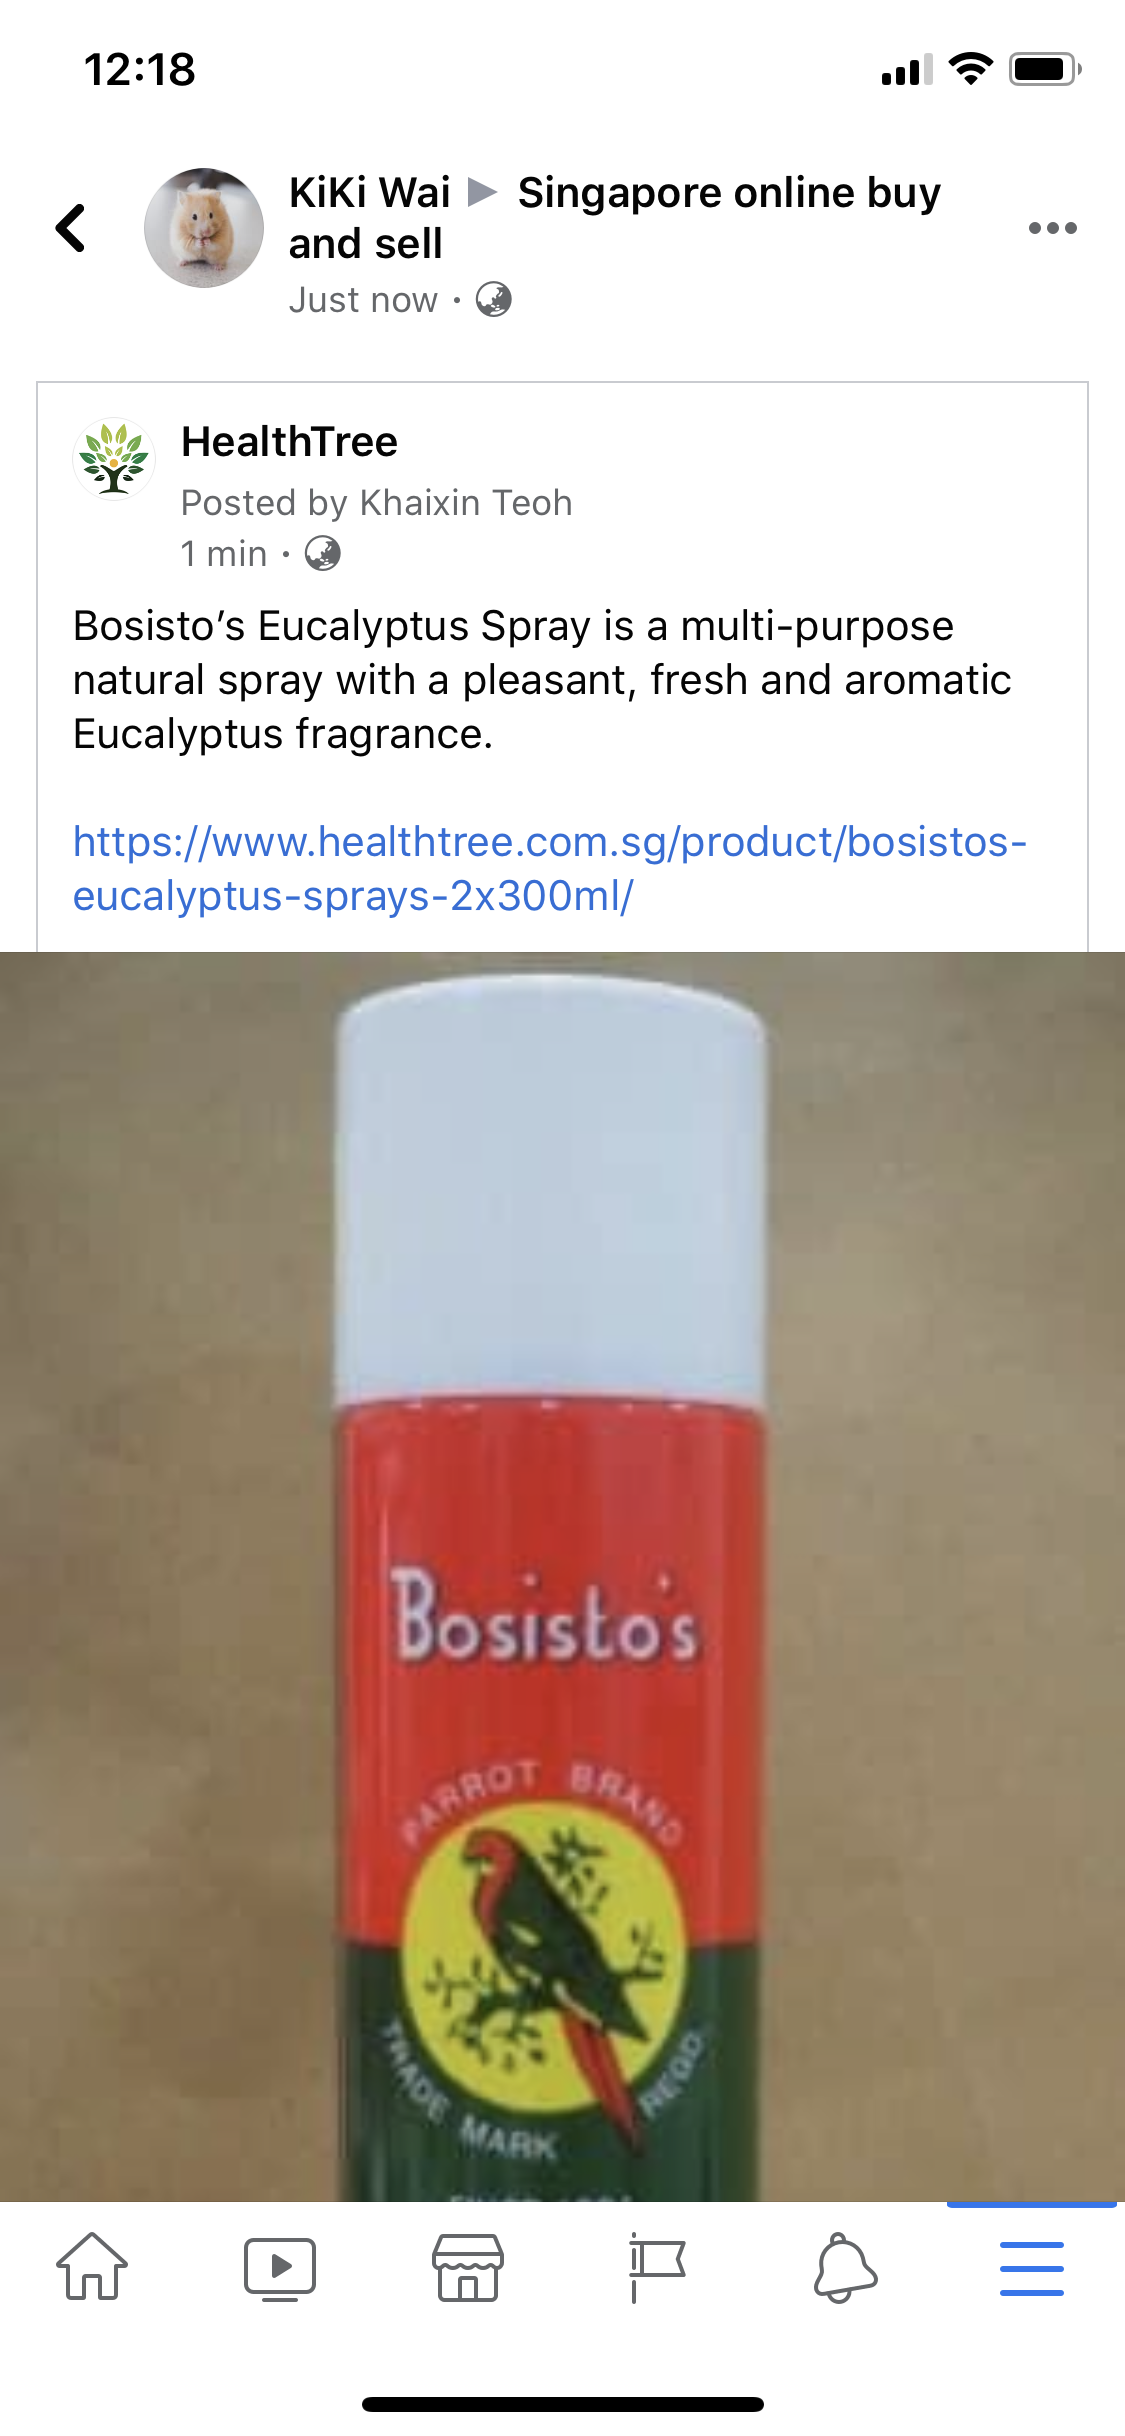 12:18
KiKi Wai ▶ Singapore online buy
and sell
Just now ·
HealthTree
Posted by Khaixin Teoh
1 min ·
Bosisto’s Eucalyptus Spray is a multi-purpose
natural spray with a pleasant, fresh and aromatic
Eucalyptus fragrance.
https://www.healthtree.com.sg/product/bosistos-
eucalyptus-sprays-2x300ml/
Bosisto's
PARROT BRAND
TRADE MARK REGD.